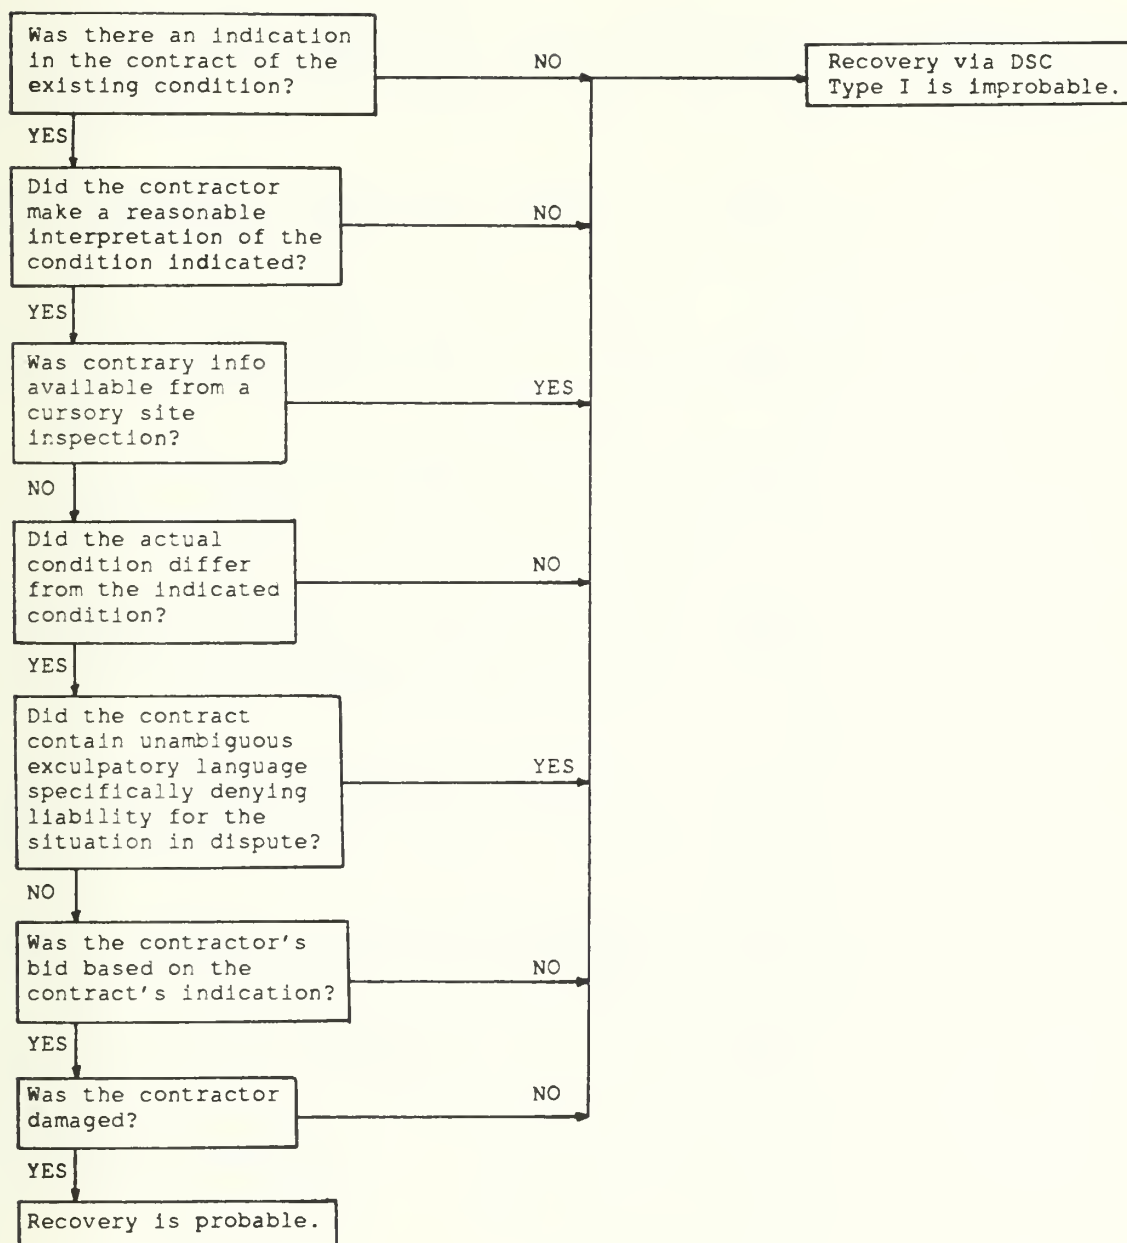 Was there an indication
in the contract of the
existing condition?
NO
Recovery via DSC
Type I is improbable.
YES
Did the contractor
make a reasonable
interpretation of the
condition indicated?
NO
YES
Was contrary info
available from a
cursory site
inspection?
YES
NO
Did the actual
condition differ
from the indicated
condition?
NO
YES
Did the contract
contain unambiguous
exculpatory language
specifically denying
liability for the
situation in dispute?
YES
NO
Was the contractor's
bid based on the
contract's indication?
NO
YES
Was the contractor
damaged?
NO
YES
Recovery is probable.